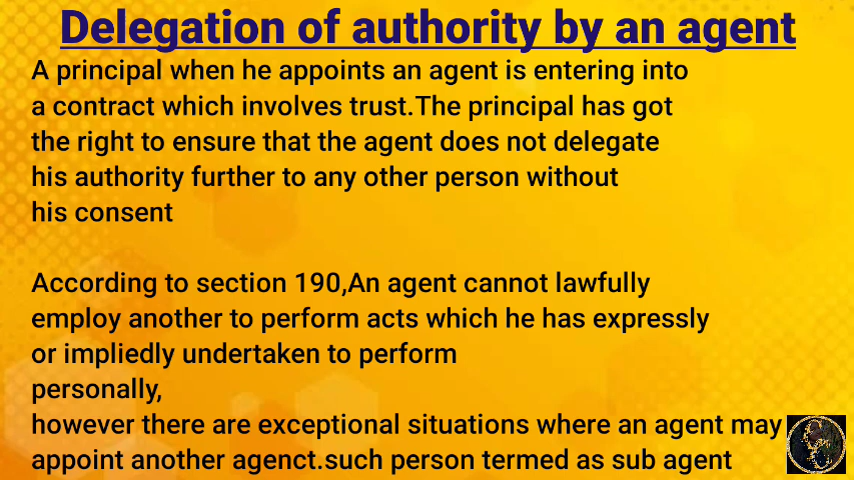 Delegation of authority by an agent
A principal when he appoints an agent is entering into
a contract which involves trust.The principal has got
the right to ensure that the agent does not delegate
his authority further to any other person without
his consent
According to section 190,An agent cannot lawfully
employ another to perform acts which he has expressly
or impliedly undertaken to perform
personally,
however there are exceptional situations where an agent may
appoint another agenct.such person termed as sub agent